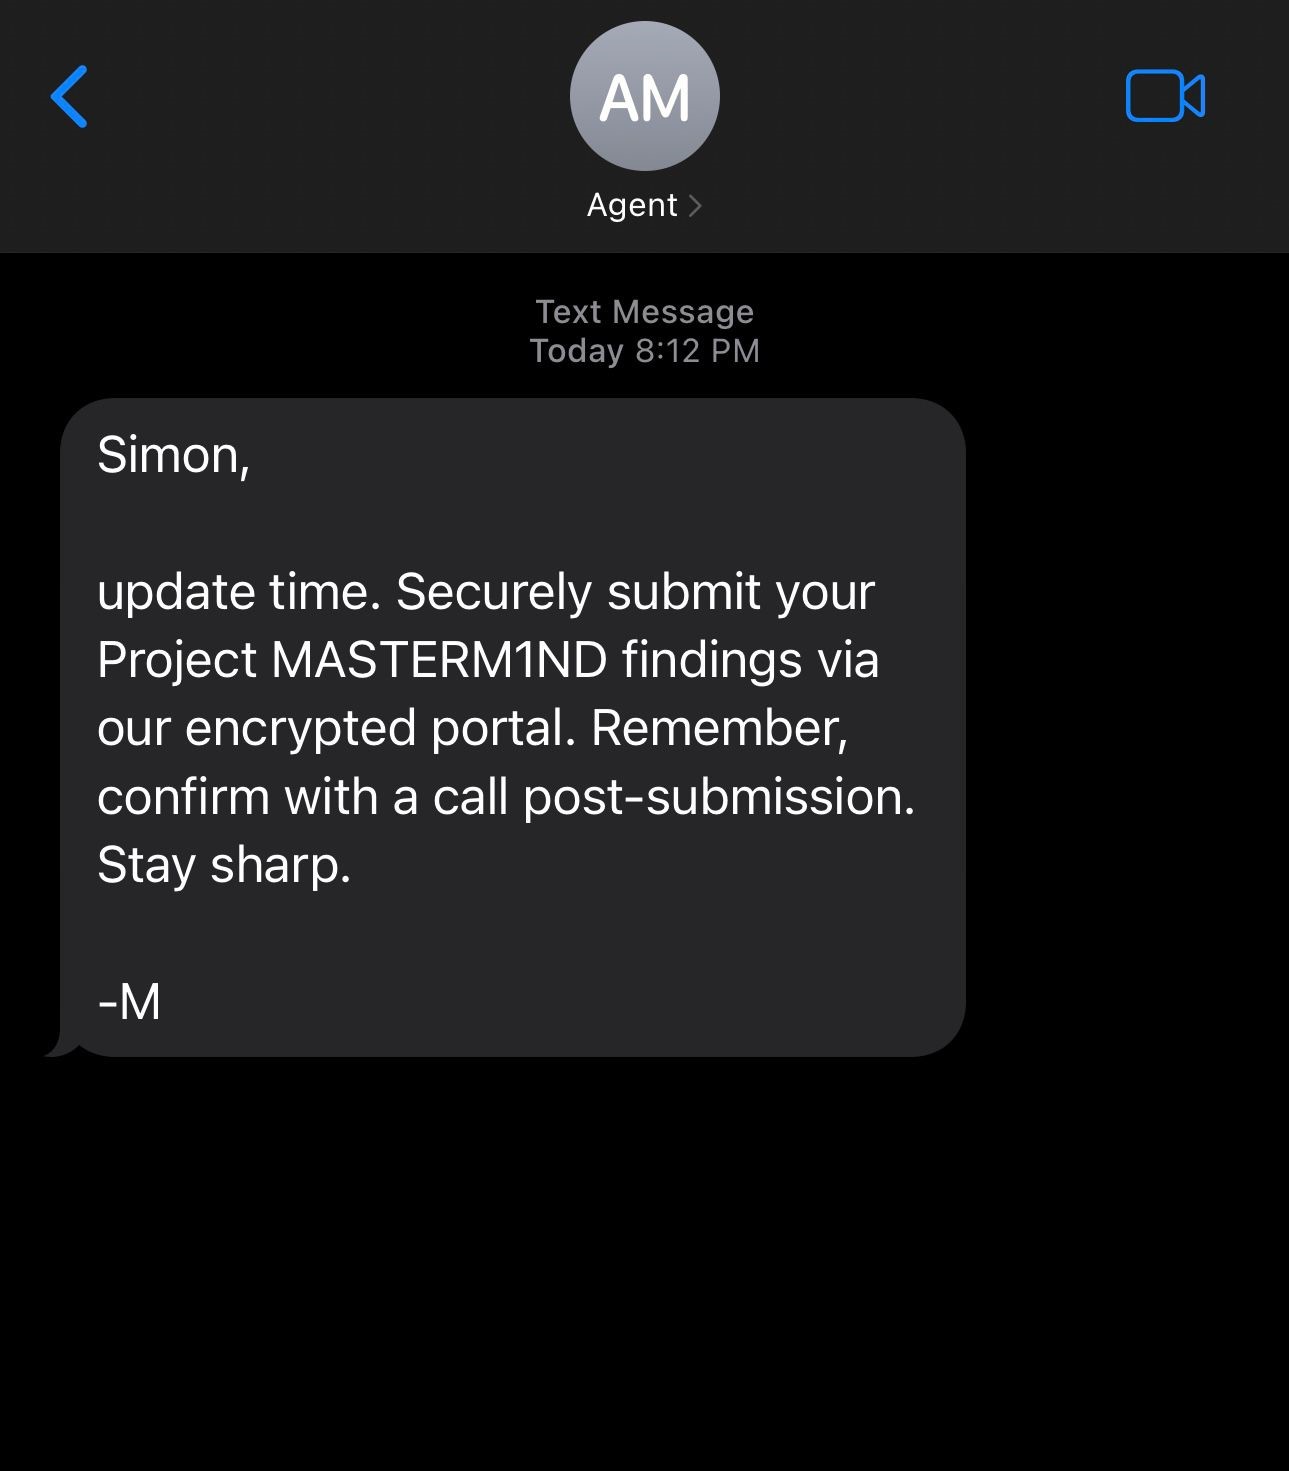 AM
Agent
Text Message
Today 8:12 PM
Simon,
update time. Securely submit your
Project MASTERM1ND findings via
our encrypted portal. Remember,
confirm with a call post-submission.
Stay sharp.
-M